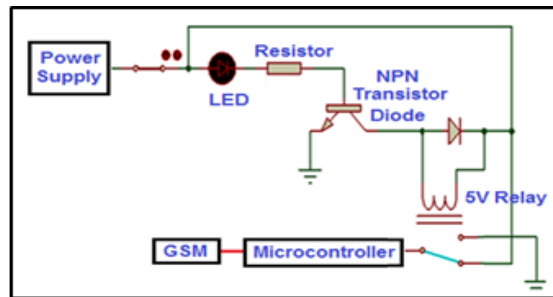 Power
Supply
Resistor
LED
NPN
Transistor
Diode
5V Relay
GSM
Microcontroller